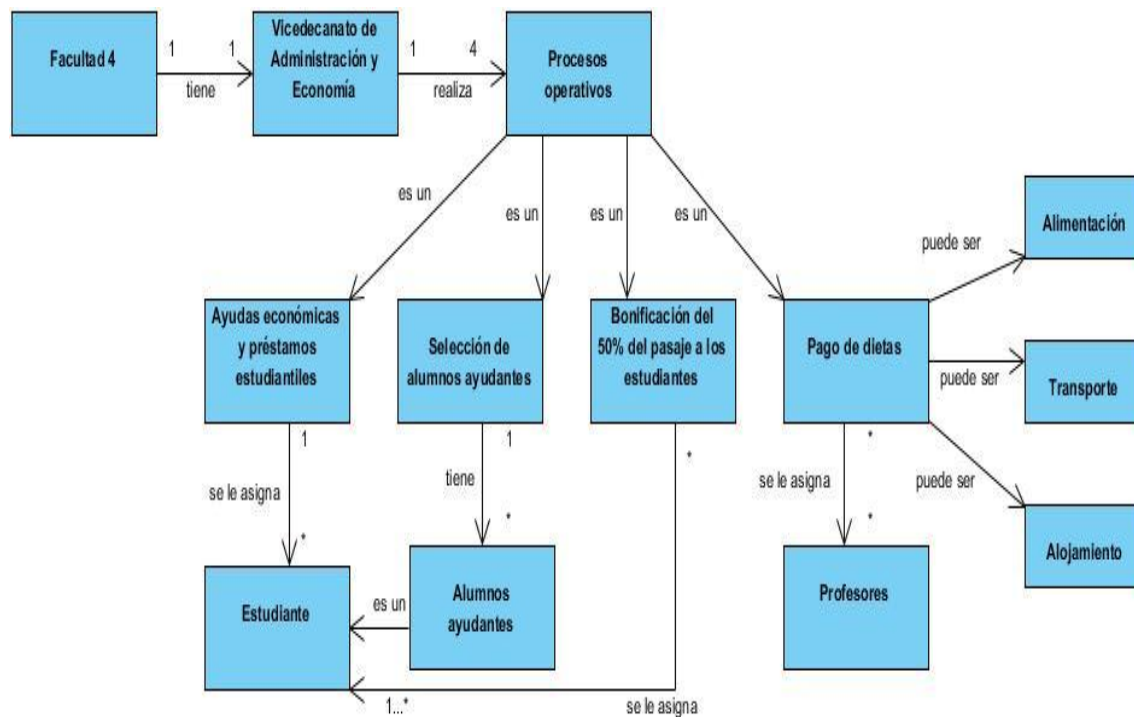 Facultad 4
1
1
tiene
Vicedecanato de
Administración y
Economía
1
4
realiza
Procesos
operativos
es un
es un
es un
es un
Ayudas económicas
y préstamos
estudiantiles
Selección de
alumnos ayudantes
Bonificación del
50% del pasaje a los
estudiantes
Pago de dietas
puede ser
puede ser
puede ser
Alimentación
Transporte
Alojamiento
1
se le asigna
*
1
tiene
*
*
*
se le asigna
*
Estudiante
es un
Alumnos
ayudantes
Profesores
1...*
se le asigna